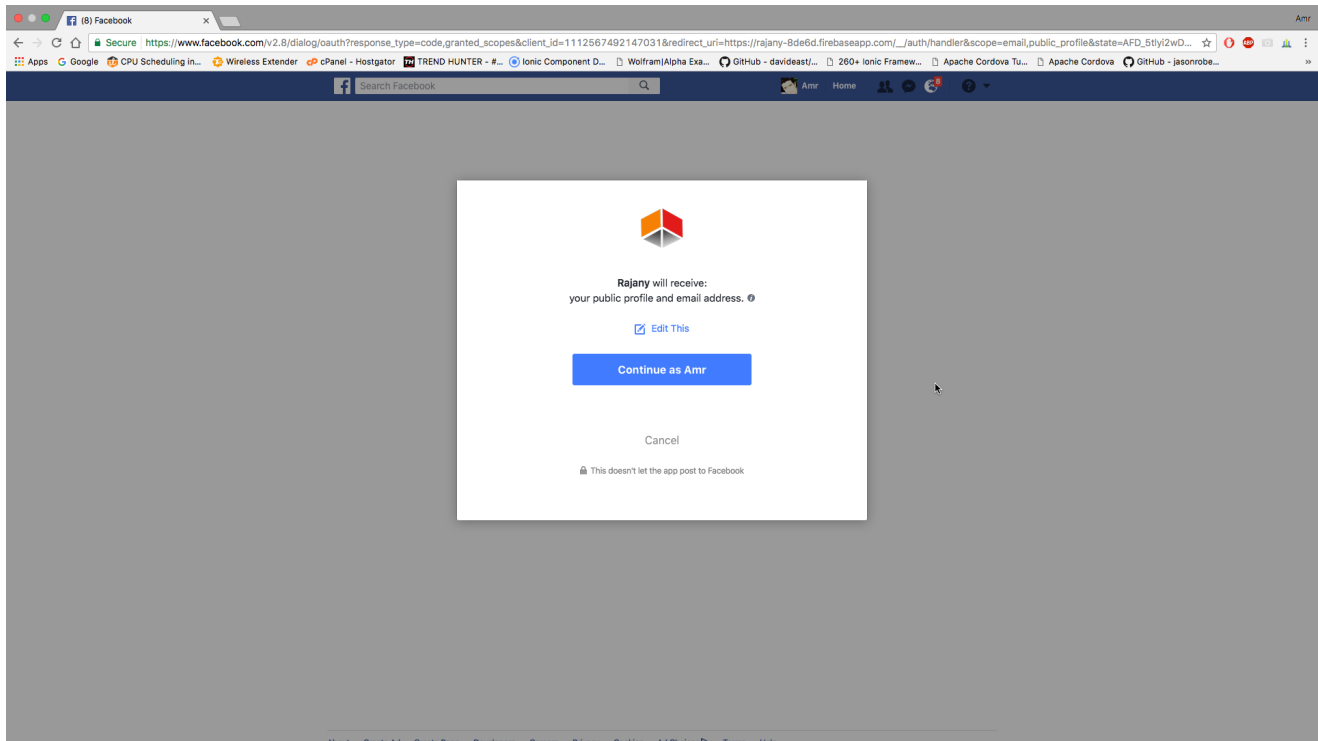 (8) Facebook
Amr
Secure https://www.facebook.com/v2.8/dialog/oauth?response_type=code,granted_scopes&client_id=1112567492147031&redirect_uri=https://rajany-8de6d.firebaseapp.com/__/auth/handler&scope=email,public_profile&state=AFD_5tlyi2wD...
Apps Google CPU Scheduling in... Wireless Extender cPanel - Hostgator TREND HUNTER - #... Ionic Component D... Wolfram|Alpha Exa... GitHub - davideast/... 260+ Ionic Framew... Apache Cordova Tu... Apache Cordova GitHub - jasonrobe... »
Search Facebook Amr Home 8
Rajany will receive:
your public profile and email address.
Edit This
Continue as Amr
Cancel
This doesn't let the app post to Facebook